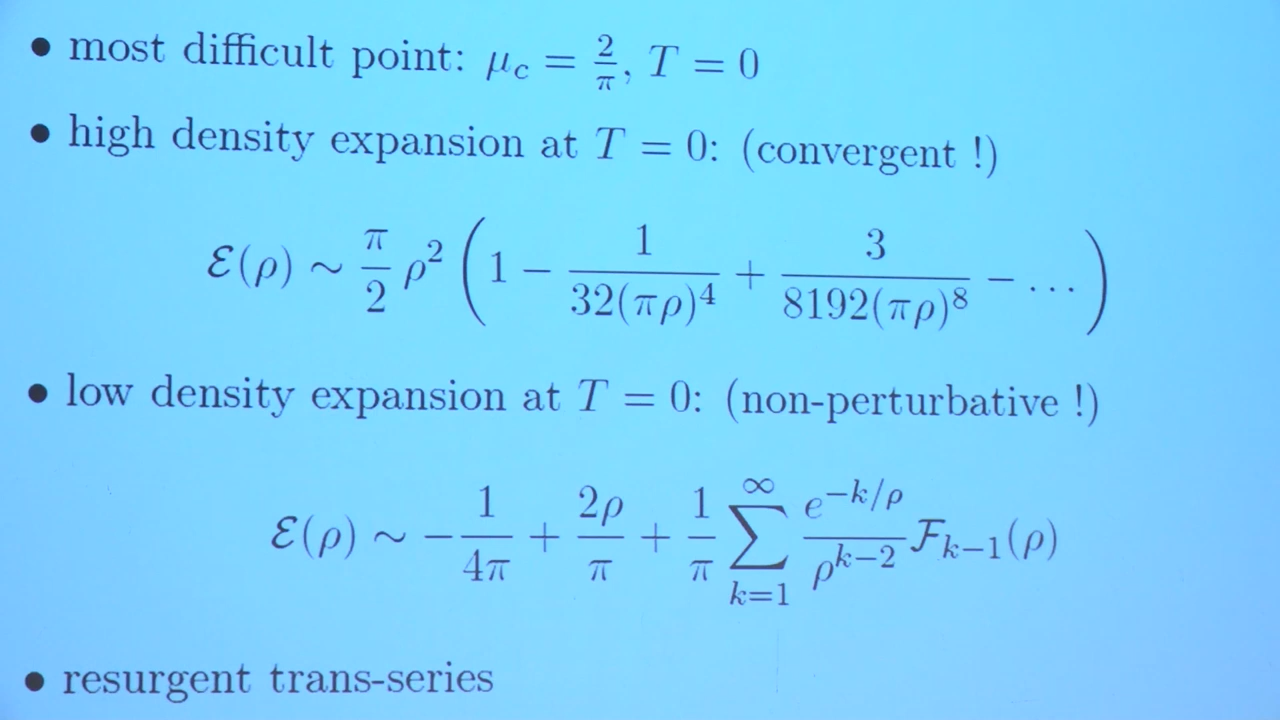 • most difficult point: μ_c = 2/π, T = 0
• high density expansion at T = 0: (convergent !)
ℰ(ρ) ∼ π/2 ρ² (1 − 1/(32(πρ)⁴) + 3/(8192(πρ)⁸) − …)
• low density expansion at T = 0: (non-perturbative !)
ℰ(ρ) ∼ −1/(4π) + 2ρ/π + 1/π ∑_{k=1}^{∞} e^{−k/ρ}/ρ^{k−2} ℱ_{k−1}(ρ)
• resurgent trans-series